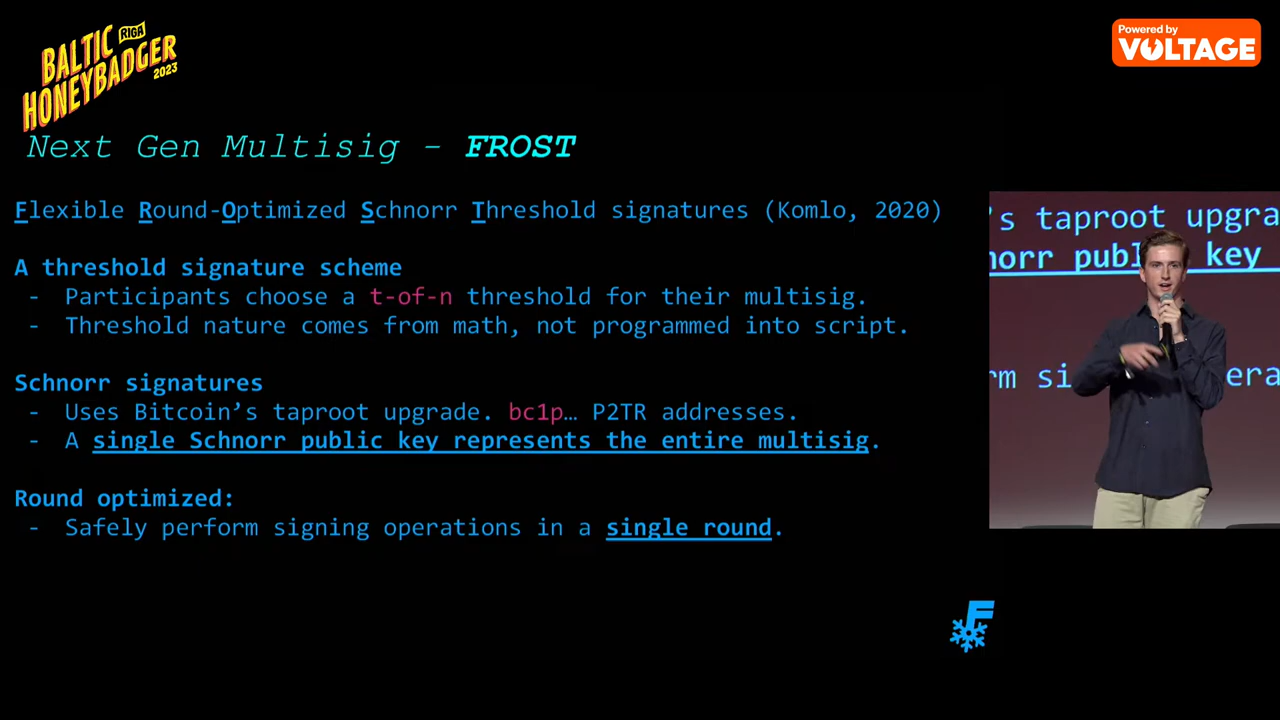 BALTIC
RIGA
HONEYBADGER
2023
Powered by
VOLTAGE
Next Gen Multisig - FROST
Flexible Round-Optimized Schnorr Threshold signatures (Komlo, 2020)
A threshold signature scheme
- Participants choose a t-of-n threshold for their multisig.
- Threshold nature comes from math, not programmed into script.
Schnorr signatures
- Uses Bitcoin’s taproot upgrade. bc1p… P2TR addresses.
- A single Schnorr public key represents the entire multisig.
Round optimized:
- Safely perform signing operations in a single round.
’s taproot upgra
norr publ key
rm si era
F